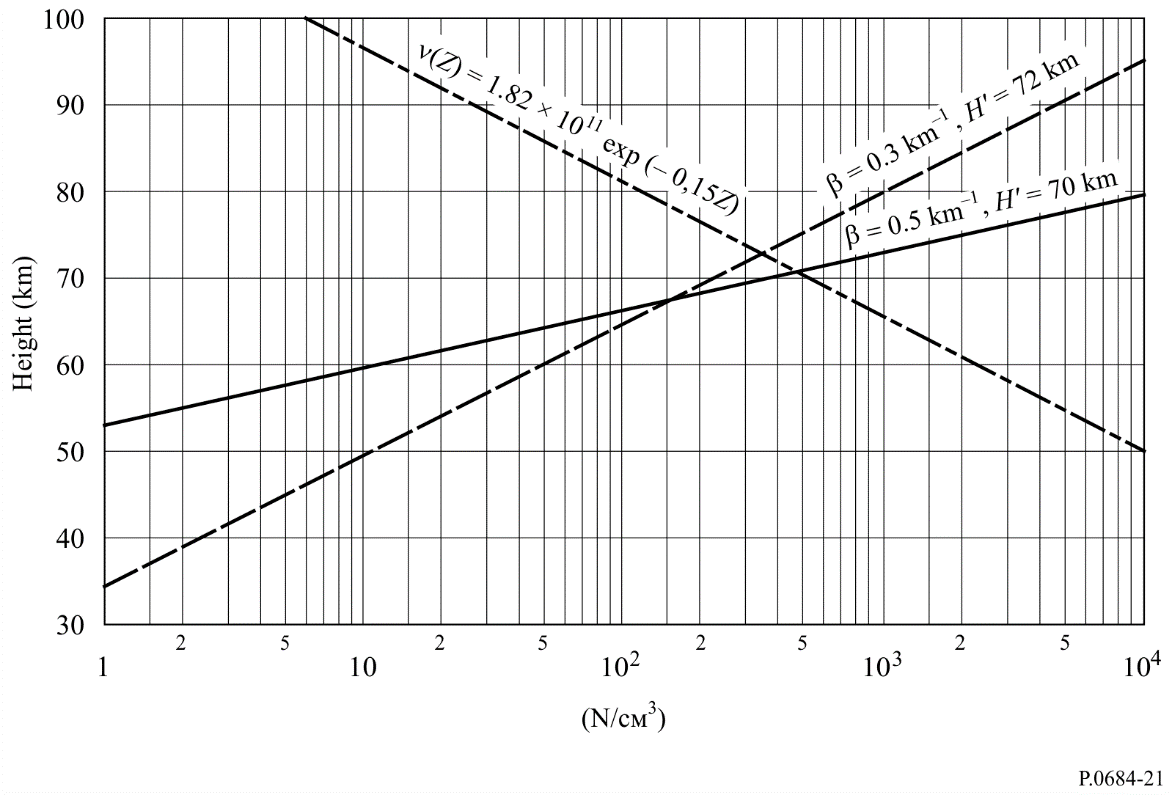 100
90
80
70
60
50
40
30
Height (km)
ν(Z) = 1.82 × 10¹¹ exp (– 0,15Z)
β = 0.3 km⁻¹, H' = 72 km
β = 0.5 km⁻¹, H' = 70 km
2 5 2 5 2 5 2 5
1 10 10² 10³ 10⁴
(N/см³)
P.0684-21